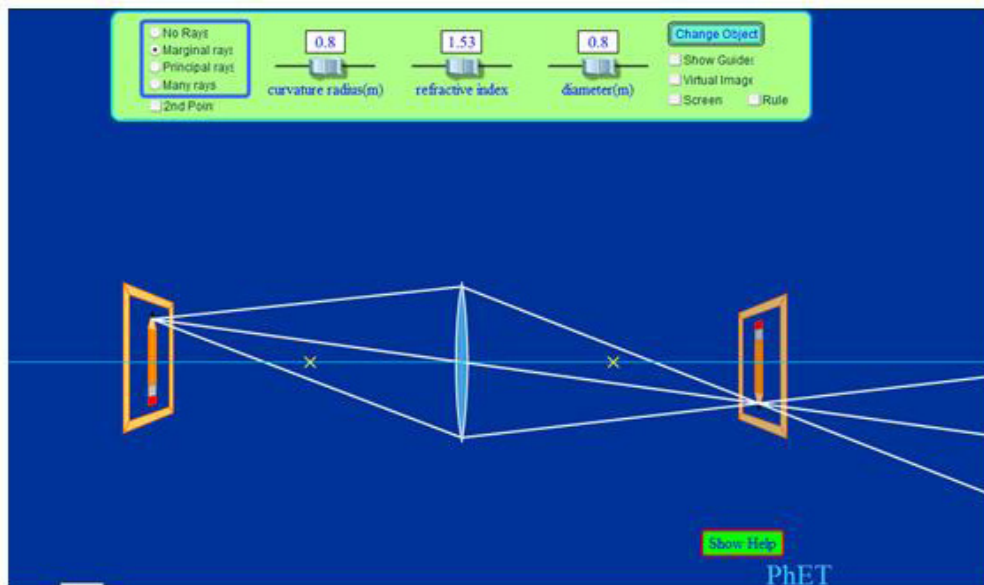 No Rays
Marginal rays
Principal rays
Many rays
2nd Poin
0.8
curvature radius(m)
1.53
refractive index
0.8
diameter(m)
Change Object
Show Guides
Virtual Image
Screen
Rule
Show Help
PhET